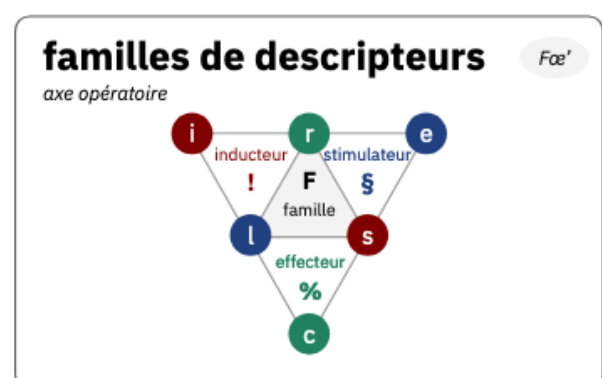 familles de descripteurs
Fœ’
axe opératoire
i r e
inducteur stimulateur
! F §
famille
l s
effecteur
%
c